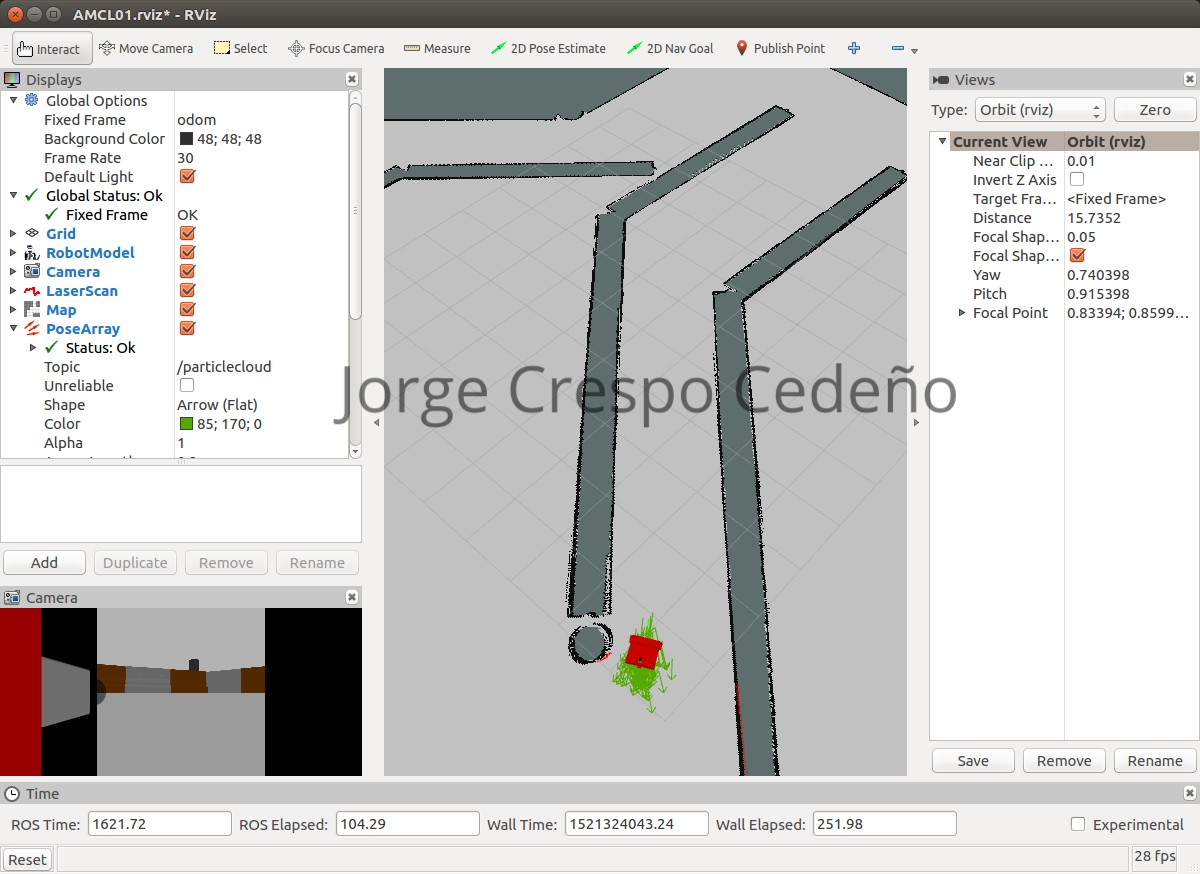 AMCL01.rviz* - RViz
Interact Move Camera Select Focus Camera Measure 2D Pose Estimate 2D Nav Goal Publish Point
Displays
Global Options
Fixed Frame odom
Background Color 48; 48; 48
Frame Rate 30
Default Light
Global Status: Ok
Fixed Frame OK
Grid
RobotModel
Camera
LaserScan
Map
PoseArray
Status: Ok
Topic /particlecloud
Unreliable
Shape Arrow (Flat)
Color 85; 170; 0
Alpha 1
Add Duplicate Remove Rename
Camera
Jorge Crespo Cedeño
Views
Type: Orbit (rviz) Zero
Current View Orbit (rviz)
Near Clip ... 0.01
Invert Z Axis
Target Fra... <Fixed Frame>
Distance 15.7352
Focal Shap... 0.05
Focal Shap...
Yaw 0.740398
Pitch 0.915398
Focal Point 0.83394; 0.8599...
Save Remove Rename
Time
ROS Time: 1621.72 ROS Elapsed: 104.29 Wall Time: 1521324043.24 Wall Elapsed: 251.98 Experimental
Reset 28 fps